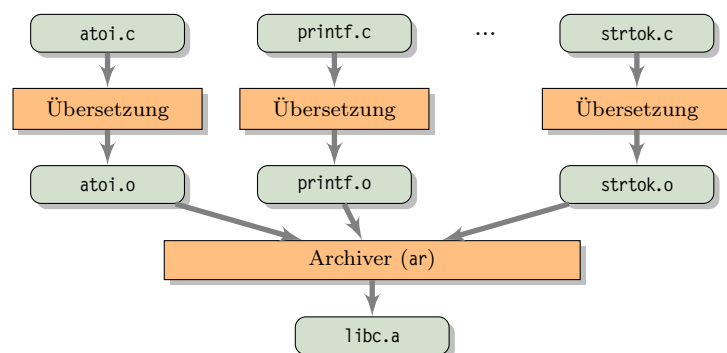 atoi.c printf.c ... strtok.c
Übersetzung Übersetzung Übersetzung
atoi.o printf.o strtok.o
Archiver (ar)
libc.a